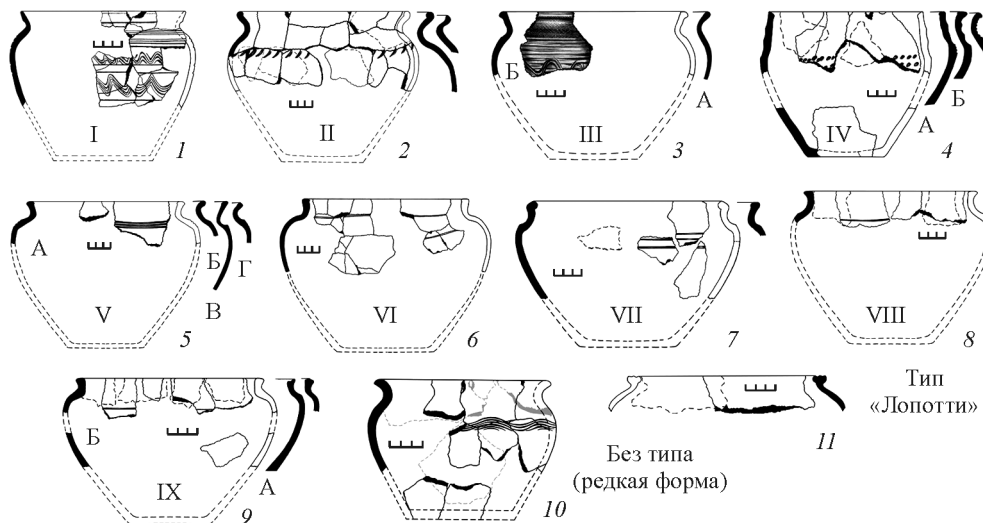 I
1
II
2
Б
III
А
3
IV
А
Б
4
А
V
Б
В
Г
5
VI
6
VII
7
VIII
8
Б
IX
А
9
10
Без типа
(редкая форма)
11
Тип
«Лопотти»